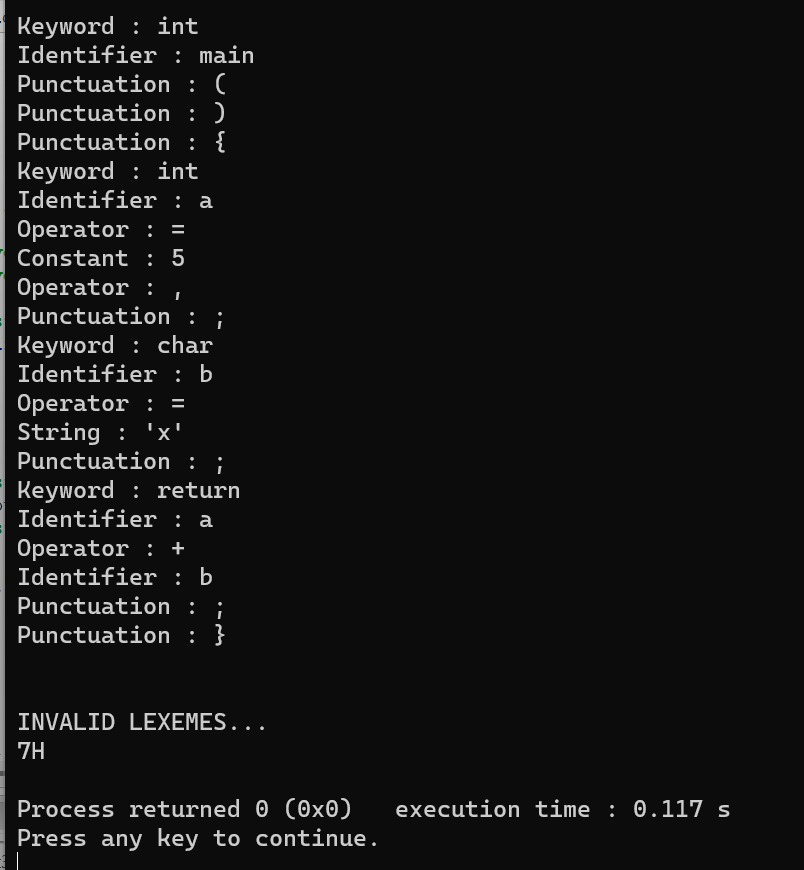 Keyword : int
Identifier : main
Punctuation : (
Punctuation : )
Punctuation : {
Keyword : int
Identifier : a
Operator : =
Constant : 5
Operator : ,
Punctuation : ;
Keyword : char
Identifier : b
Operator : =
String : 'x'
Punctuation : ;
Keyword : return
Identifier : a
Operator : +
Identifier : b
Punctuation : ;
Punctuation : }
INVALID LEXEMES...
7H
Process returned 0 (0x0)   execution time : 0.117 s
Press any key to continue.